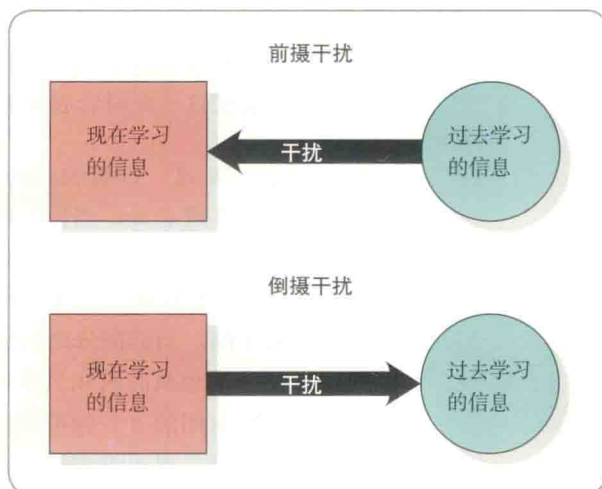 前摄干扰
现在学习
的信息
干扰
过去学习
的信息
倒摄干扰
现在学习
的信息
干扰
过去学习
的信息